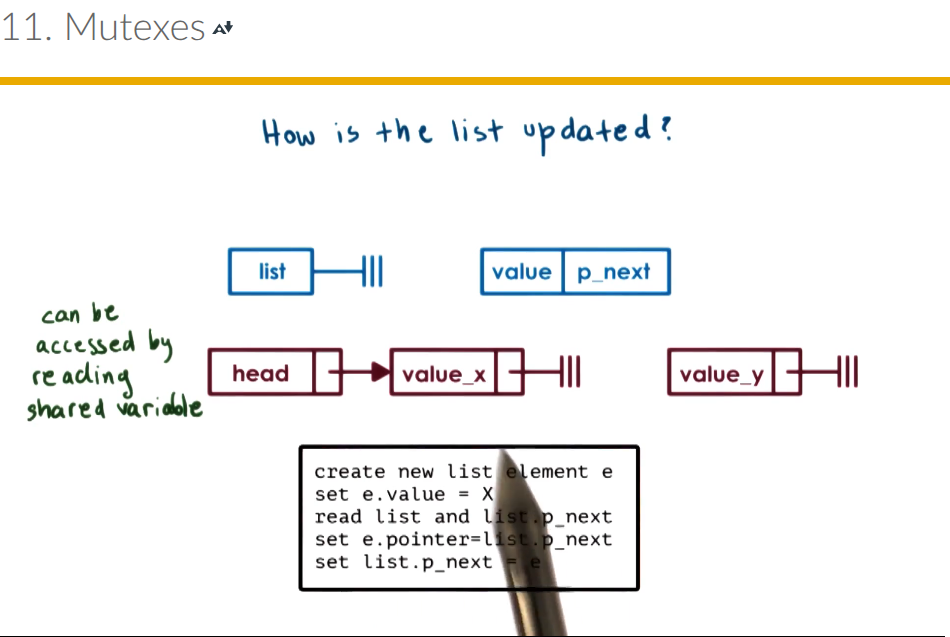 11. Mutexes
How is the list updated?
list
value p_next
can be
accessed by
reading
shared variable
head
value_x
value_y
create new list element e
set e.value = X
read list and list.p_next
set e.pointer=list.p_next
set list.p_next = e